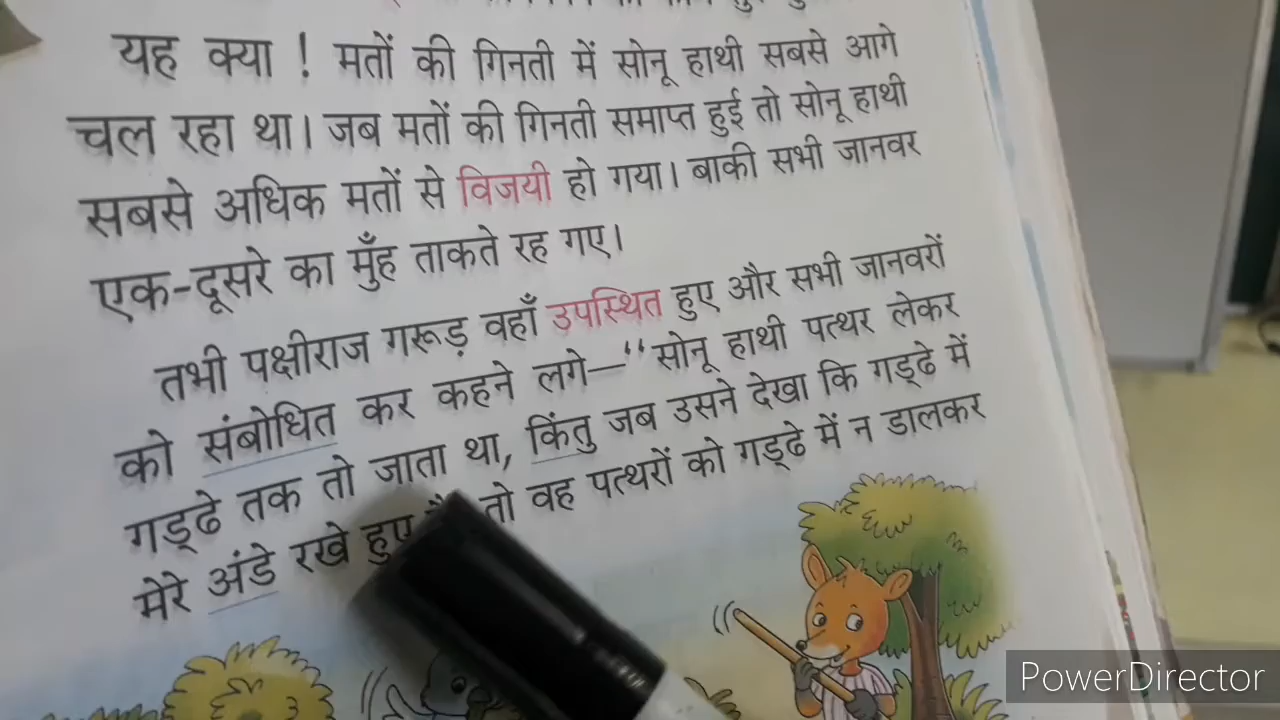 यह क्या ! मतों की गिनती में सोनू हाथी सबसे आगे
चल रहा था। जब मतों की गिनती समाप्त हुई तो सोनू हाथी
सबसे अधिक मतों से विजयी हो गया। बाकी सभी जानवर
एक-दूसरे का मुँह ताकते रह गए।
तभी पक्षीराज गरूड़ वहाँ उपस्थित हुए और सभी जानवरों
को संबोधित कर कहने लगे—“सोनू हाथी पत्थर लेकर
गड्ढे तक तो जाता था, किंतु जब उसने देखा कि गड्ढे में
मेरे अंडे रखे हुए तो वह पत्थरों को गड्ढे में न डालकर
PowerDirector